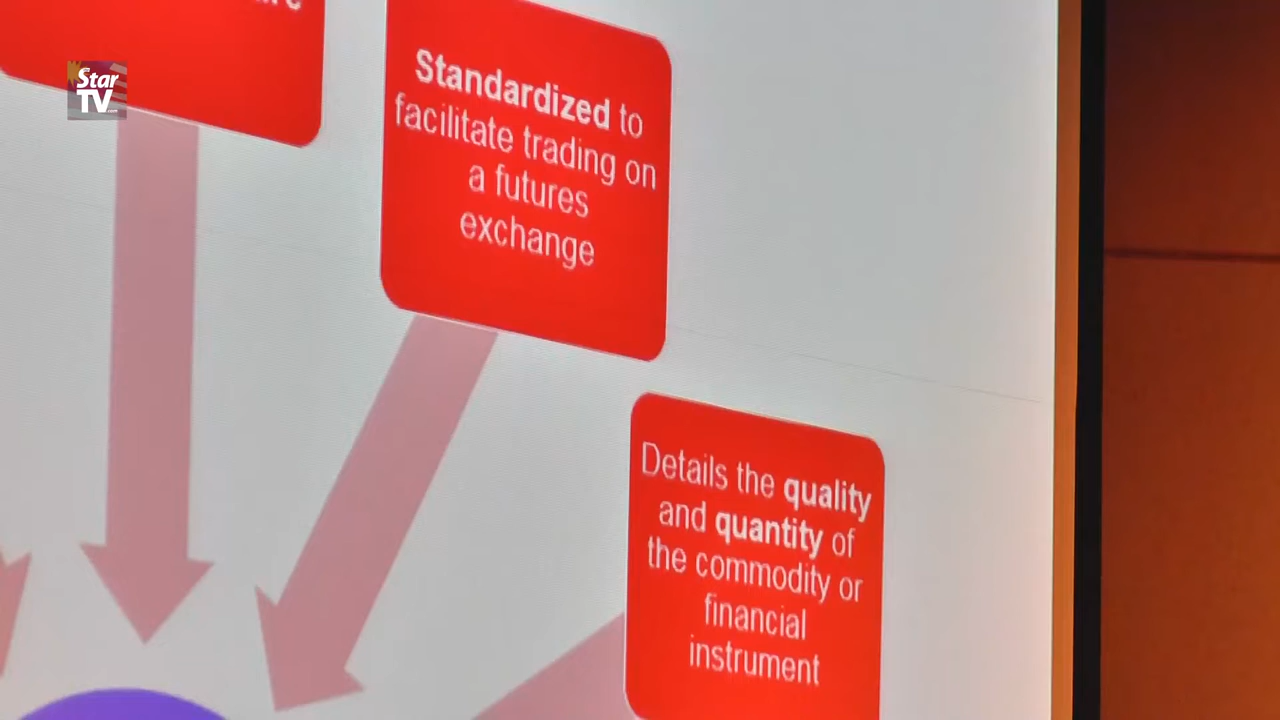 Star
TV.com
Standardized to
facilitate trading on
a futures
exchange
Details the quality
and quantity of
the commodity or
financial
instrument